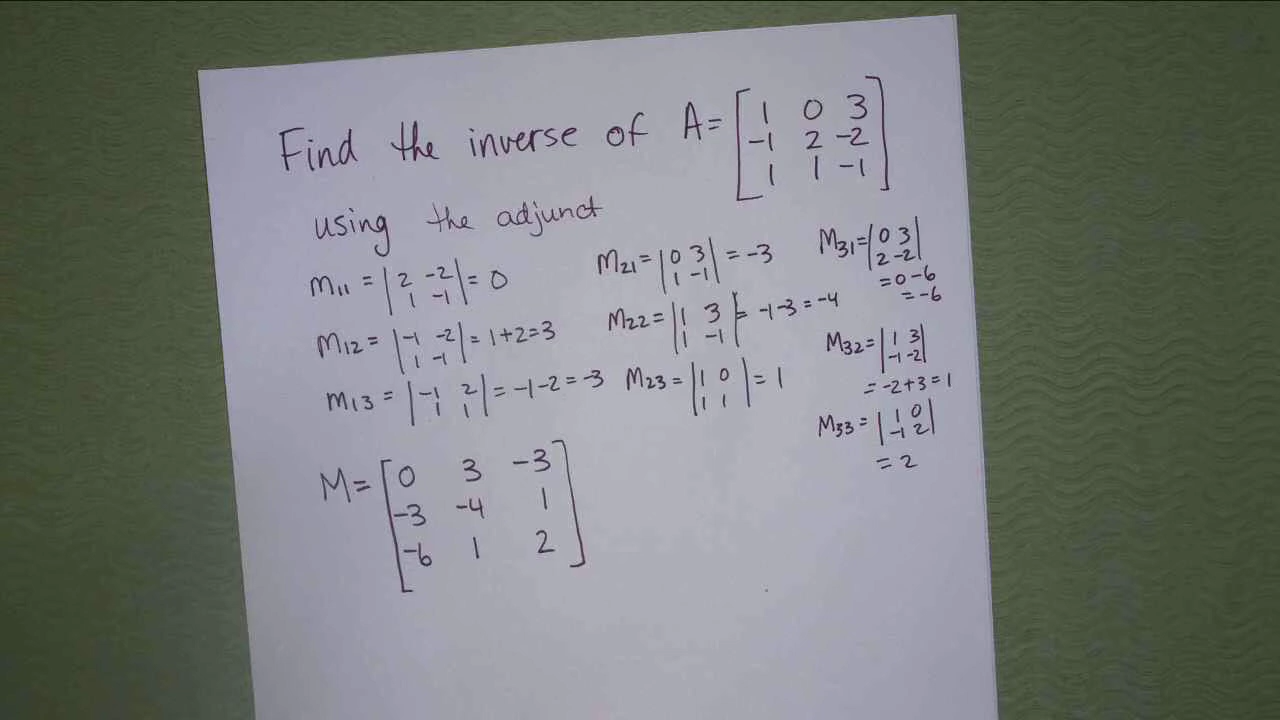 Find the inverse of A = [1 0 3
-1 2 -2
1 1 -1]
using the adjunct
M11 = |2 -2
1 -1| = 0
M12 = |-1 -2
1 -1| = 1+2=3
M13 = |-1 2
1 1| = -1-2 = -3
M21 = |0 3
1 -1| = -3
M22 = |1 3
1 -1| = -1-3 = -4
M23 = |1 0
1 1| = 1
M31 = |0 3
2 -2|
= 0-6
= -6
M32 = |1 3
-1 -2|
= -2+3 = 1
M33 = |1 0
-1 2|
= 2
M = [0 3 -3
-3 -4 1
-6 1 2]